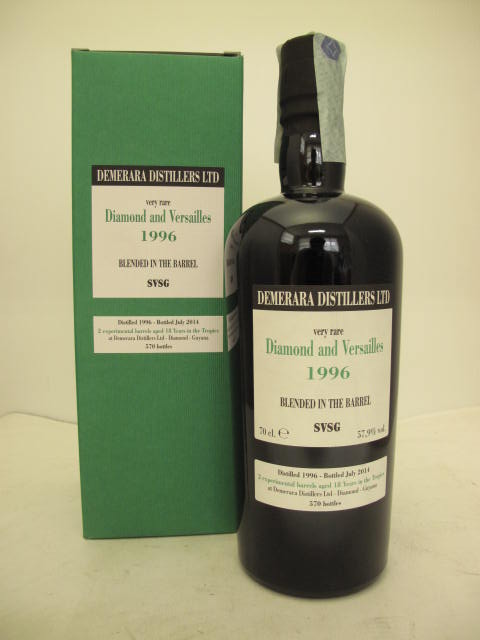 DEMERARA DISTILLERS LTD
very rare
Diamond and Versailles
1996
BLENDED IN THE BARREL
SVSG
Distilled 1996 - Bottled July 2014
2 experimental barrels aged 18 Years in the Tropics
at Demerara Distillers Ltd - Diamond - Guyana
570 bottles
DEMERARA DISTILLERS LTD
very rare
Diamond and Versailles
1996
BLENDED IN THE BARREL
SVSG
70 cl. ℮ 57,9% vol.
Distilled 1996 - Bottled July 2014
2 experimental barrels aged 18 Years in the Tropics
at Demerara Distillers Ltd - Diamond - Guyana
570 bottles